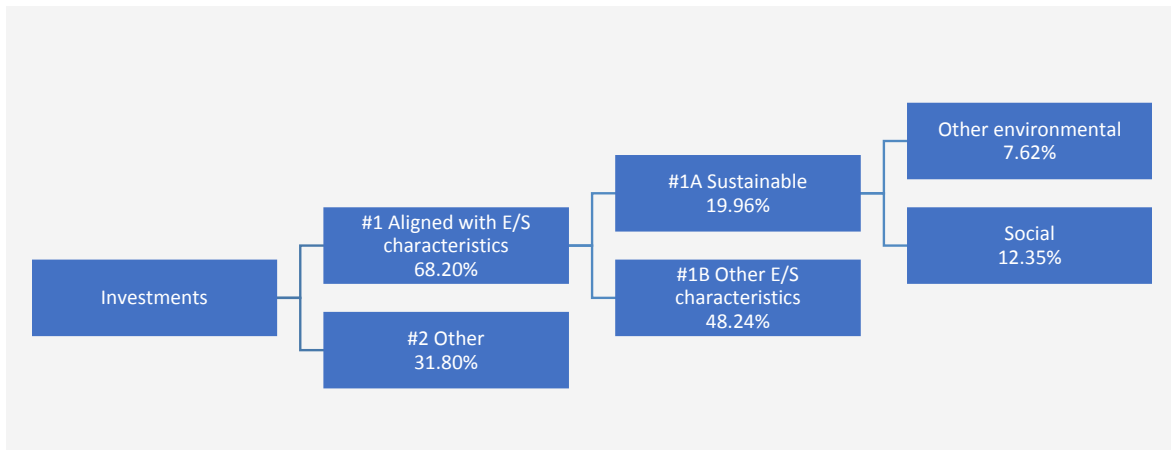 Investments
#1 Aligned with E/S
characteristics
68.20%
#2 Other
31.80%
#1A Sustainable
19.96%
#1B Other E/S
characteristics
48.24%
Other environmental
7.62%
Social
12.35%